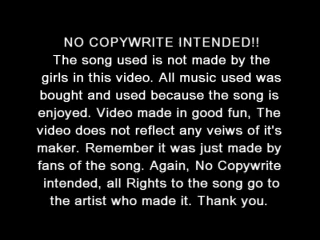 NO COPYWRITE INTENDED!!
The song used is not made by the
girls in this video. All music used was
bought and used because the song is
enjoyed. Video made in good fun, The
video does not reflect any veiws of it's
maker. Remember it was just made by
fans of the song. Again, No Copywrite
intended, all Rights to the song go to
the artist who made it. Thank you.